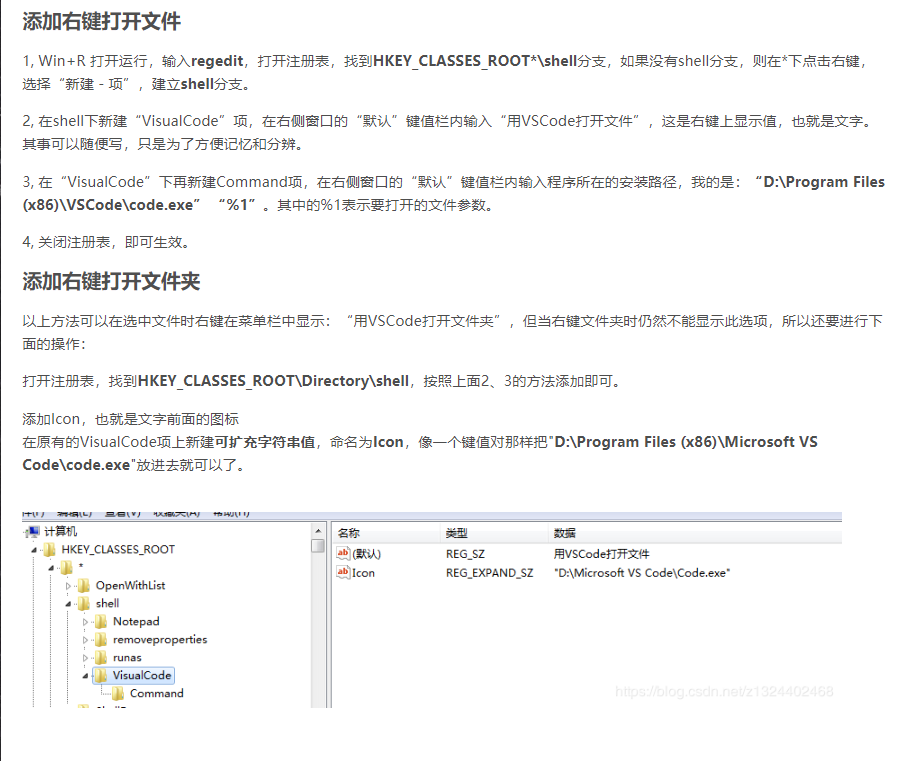 添加右键打开文件
1, Win+R 打开运行，输入regedit，打开注册表，找到HKEY_CLASSES_ROOT*\shell分支，如果没有shell分支，则在*下点击右键，
选择“新建－项”，建立shell分支。
2, 在shell下新建“VisualCode”项，在右侧窗口的“默认”键值栏内输入“用VSCode打开文件”，这是右键上显示值，也就是文字。
其事可以随便写，只是为了方便记忆和分辨。
3, 在“VisualCode”下再新建Command项，在右侧窗口的“默认”键值栏内输入程序所在的安装路径，我的是：“D:\Program Files
(x86)\VSCode\code.exe” “%1”。其中的%1表示要打开的文件参数。
4, 关闭注册表，即可生效。
添加右键打开文件夹
以上方法可以在选中文件时右键在菜单栏中显示：“用VSCode打开文件夹”，但当右键文件夹时仍然不能显示此选项，所以还要进行下
面的操作：
打开注册表，找到HKEY_CLASSES_ROOT\Directory\shell，按照上面2、3的方法添加即可。
添加Icon，也就是文字前面的图标
在原有的VisualCode项上新建可扩充字符串值，命名为Icon，像一个键值对那样把"D:\Program Files (x86)\Microsoft VS
Code\code.exe"放进去就可以了。
件(F) 编辑(E) 查看(V) 收藏夹(A) 帮助(H)
计算机
HKEY_CLASSES_ROOT
*
OpenWithList
shell
Notepad
removeproperties
runas
VisualCode
Command
名称 类型 数据
(默认) REG_SZ 用VSCode打开文件
Icon REG_EXPAND_SZ "D:\Microsoft VS Code\Code.exe"
https://blog.csdn.net/z1324402468